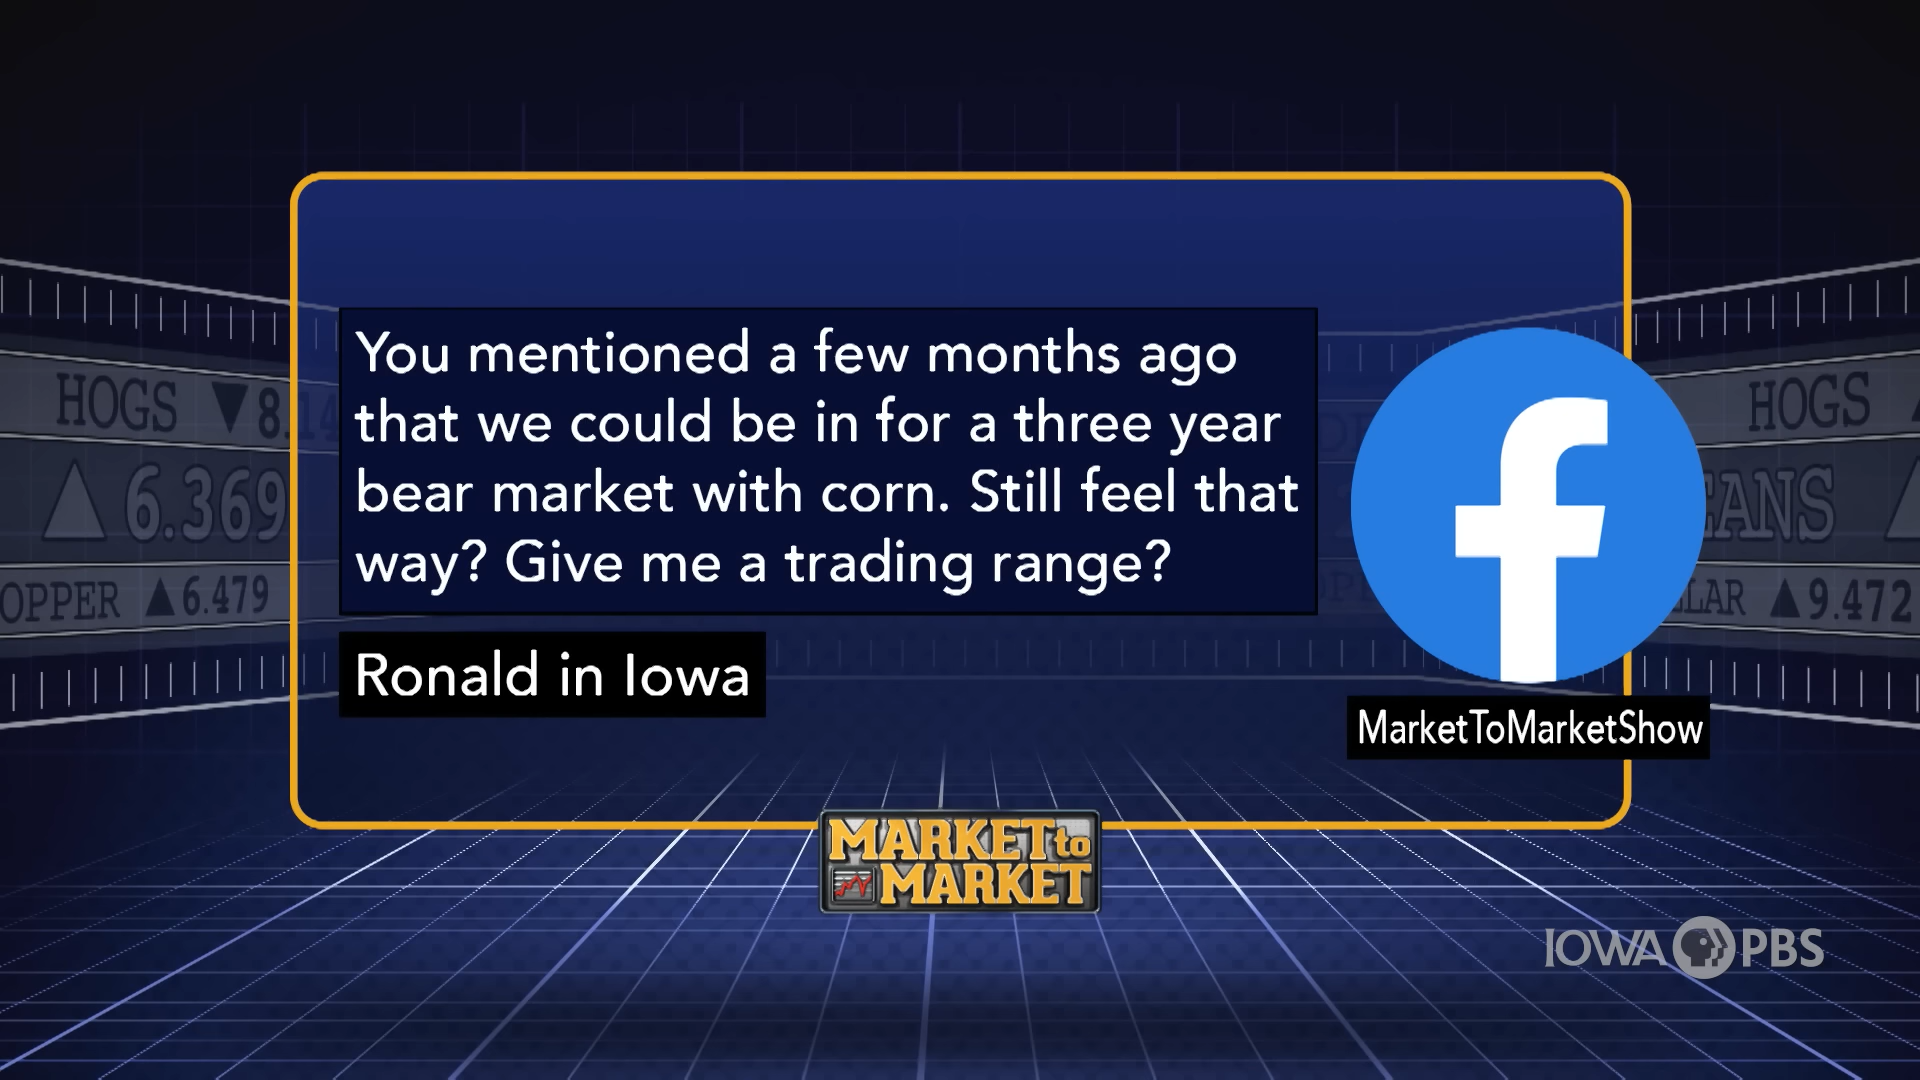 You mentioned a few months ago
that we could be in for a three year
bear market with corn. Still feel that
way? Give me a trading range?
Ronald in Iowa
MarketToMarketShow
HOGS ▼8.14
▲6.369
OPPER ▲6.479
HOGS
EANS
LAR ▲9.472
MARKET to
MARKET
IOWA PBS